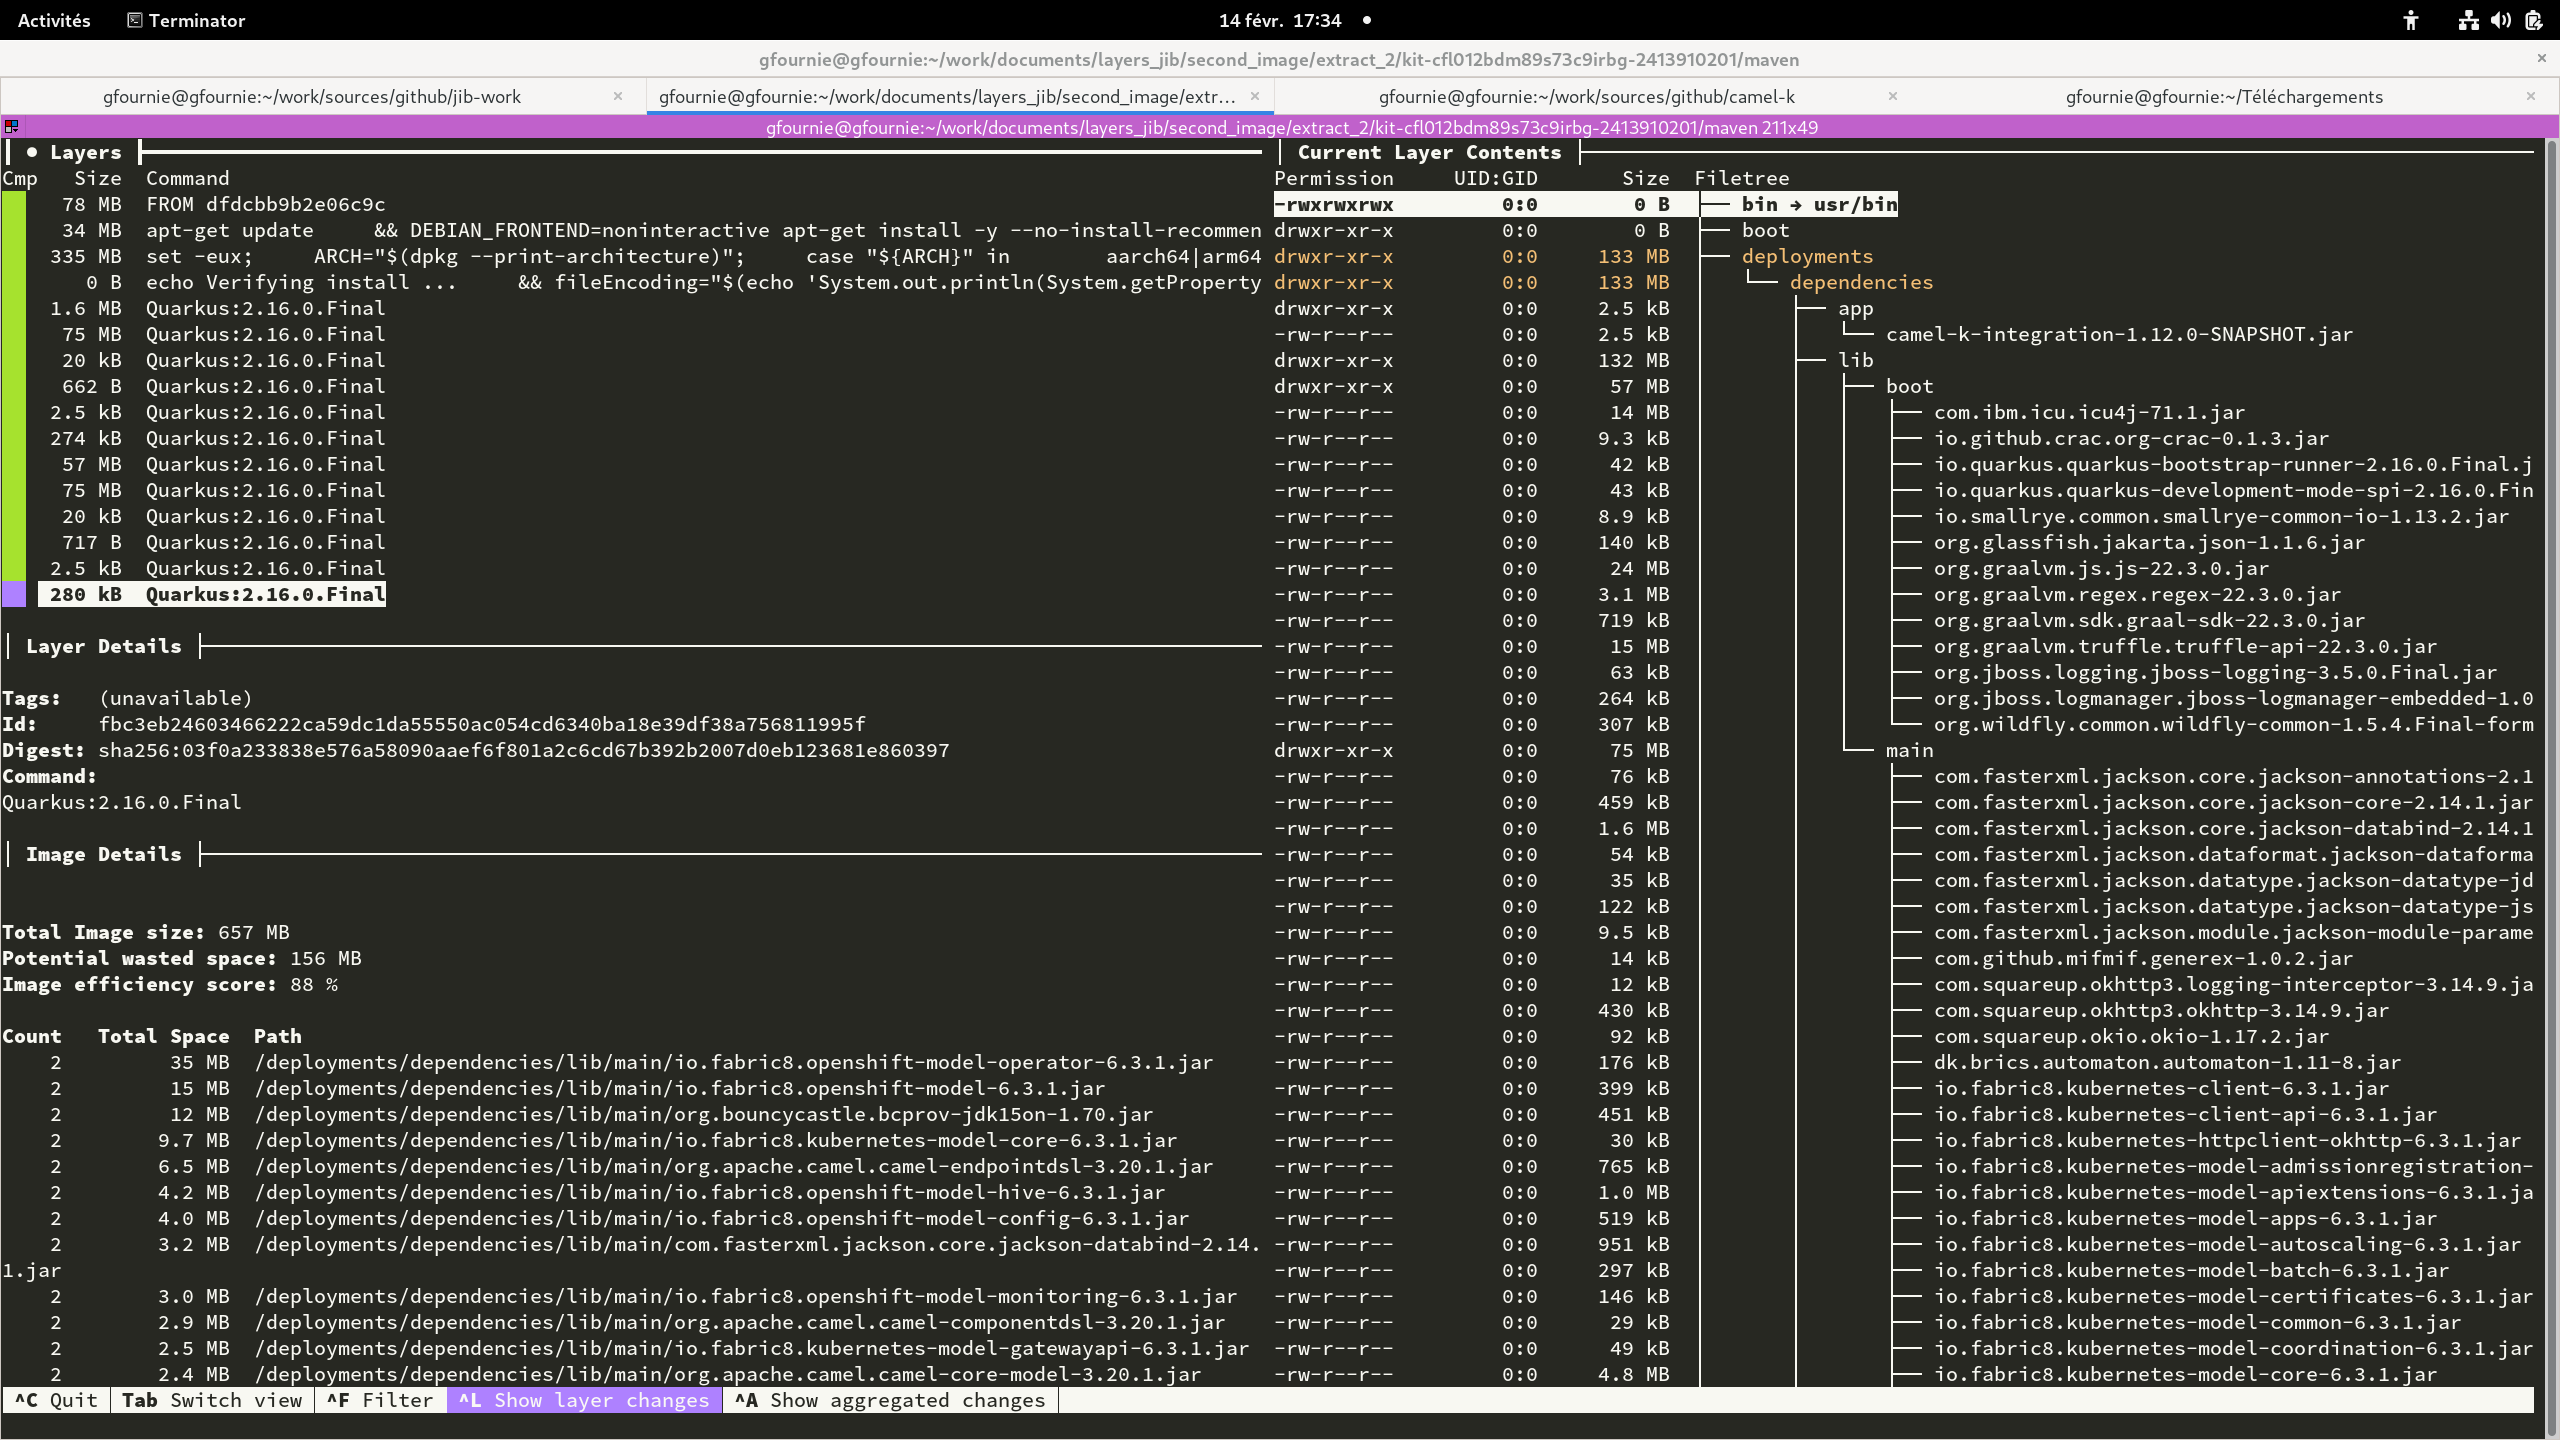 Activités Terminator 14 févr. 17:34
gfournie@gfournie:~/work/documents/layers_jib/second_image/extract_2/kit-cfl012bdm89s73c9irbg-2413910201/maven ×
gfournie@gfournie:~/work/sources/github/jib-work × gfournie@gfournie:~/work/documents/layers_jib/second_image/extr... × gfournie@gfournie:~/work/sources/github/camel-k × gfournie@gfournie:~/Téléchargements ×
gfournie@gfournie:~/work/documents/layers_jib/second_image/extract_2/kit-cfl012bdm89s73c9irbg-2413910201/maven 211x49
● Layers
Cmp Size Command
78 MB FROM dfdcbb9b2e06c9c
34 MB apt-get update && DEBIAN_FRONTEND=noninteractive apt-get install -y --no-install-recommen
335 MB set -eux; ARCH="$(dpkg --print-architecture)"; case "${ARCH}" in aarch64|arm64
0 B echo Verifying install ... && fileEncoding="$(echo 'System.out.println(System.getProperty
1.6 MB Quarkus:2.16.0.Final
75 MB Quarkus:2.16.0.Final
20 kB Quarkus:2.16.0.Final
662 B Quarkus:2.16.0.Final
2.5 kB Quarkus:2.16.0.Final
274 kB Quarkus:2.16.0.Final
57 MB Quarkus:2.16.0.Final
75 MB Quarkus:2.16.0.Final
20 kB Quarkus:2.16.0.Final
717 B Quarkus:2.16.0.Final
2.5 kB Quarkus:2.16.0.Final
280 kB Quarkus:2.16.0.Final
Layer Details
Tags: (unavailable)
Id: fbc3eb24603466222ca59dc1da55550ac054cd6340ba18e39df38a756811995f
Digest: sha256:03f0a233838e576a58090aaef6f801a2c6cd67b392b2007d0eb123681e860397
Command:
Quarkus:2.16.0.Final
Image Details
Total Image size: 657 MB
Potential wasted space: 156 MB
Image efficiency score: 88 %
Count Total Space Path
2 35 MB /deployments/dependencies/lib/main/io.fabric8.openshift-model-operator-6.3.1.jar
2 15 MB /deployments/dependencies/lib/main/io.fabric8.openshift-model-6.3.1.jar
2 12 MB /deployments/dependencies/lib/main/org.bouncycastle.bcprov-jdk15on-1.70.jar
2 9.7 MB /deployments/dependencies/lib/main/io.fabric8.kubernetes-model-core-6.3.1.jar
2 6.5 MB /deployments/dependencies/lib/main/org.apache.camel.camel-endpointdsl-3.20.1.jar
2 4.2 MB /deployments/dependencies/lib/main/io.fabric8.openshift-model-hive-6.3.1.jar
2 4.0 MB /deployments/dependencies/lib/main/io.fabric8.openshift-model-config-6.3.1.jar
2 3.2 MB /deployments/dependencies/lib/main/com.fasterxml.jackson.core.jackson-databind-2.14.
1.jar
2 3.0 MB /deployments/dependencies/lib/main/io.fabric8.openshift-model-monitoring-6.3.1.jar
2 2.9 MB /deployments/dependencies/lib/main/org.apache.camel.camel-componentdsl-3.20.1.jar
2 2.5 MB /deployments/dependencies/lib/main/io.fabric8.kubernetes-model-gatewayapi-6.3.1.jar
2 2.4 MB /deployments/dependencies/lib/main/org.apache.camel.camel-core-model-3.20.1.jar
Current Layer Contents
Permission UID:GID Size Filetree
-rwxrwxrwx 0:0 0 B ├── bin → usr/bin
drwxr-xr-x 0:0 0 B ├── boot
drwxr-xr-x 0:0 133 MB ├── deployments
drwxr-xr-x 0:0 133 MB └── dependencies
drwxr-xr-x 0:0 2.5 kB ├── app
-rw-r--r-- 0:0 2.5 kB └── camel-k-integration-1.12.0-SNAPSHOT.jar
drwxr-xr-x 0:0 132 MB ├── lib
drwxr-xr-x 0:0 57 MB ├── boot
-rw-r--r-- 0:0 14 MB ├── com.ibm.icu.icu4j-71.1.jar
-rw-r--r-- 0:0 9.3 kB ├── io.github.crac.org-crac-0.1.3.jar
-rw-r--r-- 0:0 42 kB ├── io.quarkus.quarkus-bootstrap-runner-2.16.0.Final.j
-rw-r--r-- 0:0 43 kB ├── io.quarkus.quarkus-development-mode-spi-2.16.0.Fin
-rw-r--r-- 0:0 8.9 kB ├── io.smallrye.common.smallrye-common-io-1.13.2.jar
-rw-r--r-- 0:0 140 kB ├── org.glassfish.jakarta.json-1.1.6.jar
-rw-r--r-- 0:0 24 MB ├── org.graalvm.js.js-22.3.0.jar
-rw-r--r-- 0:0 3.1 MB ├── org.graalvm.regex.regex-22.3.0.jar
-rw-r--r-- 0:0 719 kB ├── org.graalvm.sdk.graal-sdk-22.3.0.jar
-rw-r--r-- 0:0 15 MB ├── org.graalvm.truffle.truffle-api-22.3.0.jar
-rw-r--r-- 0:0 63 kB ├── org.jboss.logging.jboss-logging-3.5.0.Final.jar
-rw-r--r-- 0:0 264 kB ├── org.jboss.logmanager.jboss-logmanager-embedded-1.0
-rw-r--r-- 0:0 307 kB └── org.wildfly.common.wildfly-common-1.5.4.Final-form
drwxr-xr-x 0:0 75 MB └── main
-rw-r--r-- 0:0 76 kB ├── com.fasterxml.jackson.core.jackson-annotations-2.1
-rw-r--r-- 0:0 459 kB ├── com.fasterxml.jackson.core.jackson-core-2.14.1.jar
-rw-r--r-- 0:0 1.6 MB ├── com.fasterxml.jackson.core.jackson-databind-2.14.1
-rw-r--r-- 0:0 54 kB ├── com.fasterxml.jackson.dataformat.jackson-dataforma
-rw-r--r-- 0:0 35 kB ├── com.fasterxml.jackson.datatype.jackson-datatype-jd
-rw-r--r-- 0:0 122 kB ├── com.fasterxml.jackson.datatype.jackson-datatype-js
-rw-r--r-- 0:0 9.5 kB ├── com.fasterxml.jackson.module.jackson-module-parame
-rw-r--r-- 0:0 14 kB ├── com.github.mifmif.generex-1.0.2.jar
-rw-r--r-- 0:0 12 kB ├── com.squareup.okhttp3.logging-interceptor-3.14.9.ja
-rw-r--r-- 0:0 430 kB ├── com.squareup.okhttp3.okhttp-3.14.9.jar
-rw-r--r-- 0:0 92 kB ├── com.squareup.okio.okio-1.17.2.jar
-rw-r--r-- 0:0 176 kB ├── dk.brics.automaton.automaton-1.11-8.jar
-rw-r--r-- 0:0 399 kB ├── io.fabric8.kubernetes-client-6.3.1.jar
-rw-r--r-- 0:0 451 kB ├── io.fabric8.kubernetes-client-api-6.3.1.jar
-rw-r--r-- 0:0 30 kB ├── io.fabric8.kubernetes-httpclient-okhttp-6.3.1.jar
-rw-r--r-- 0:0 765 kB ├── io.fabric8.kubernetes-model-admissionregistration-
-rw-r--r-- 0:0 1.0 MB ├── io.fabric8.kubernetes-model-apiextensions-6.3.1.ja
-rw-r--r-- 0:0 519 kB ├── io.fabric8.kubernetes-model-apps-6.3.1.jar
-rw-r--r-- 0:0 951 kB ├── io.fabric8.kubernetes-model-autoscaling-6.3.1.jar
-rw-r--r-- 0:0 297 kB ├── io.fabric8.kubernetes-model-batch-6.3.1.jar
-rw-r--r-- 0:0 146 kB ├── io.fabric8.kubernetes-model-certificates-6.3.1.jar
-rw-r--r-- 0:0 29 kB ├── io.fabric8.kubernetes-model-common-6.3.1.jar
-rw-r--r-- 0:0 49 kB ├── io.fabric8.kubernetes-model-coordination-6.3.1.jar
-rw-r--r-- 0:0 4.8 MB ├── io.fabric8.kubernetes-model-core-6.3.1.jar
^C Quit Tab Switch view ^F Filter ^L Show layer changes ^A Show aggregated changes